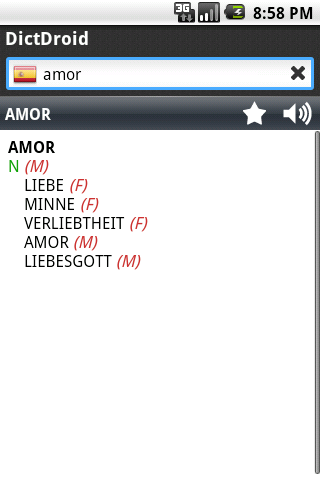 3G 8:58 PM
DictDroid
amor
AMOR
AMOR
N (M)
LIEBE (F)
MINNE (F)
VERLIEBTHEIT (F)
AMOR (M)
LIEBESGOTT (M)